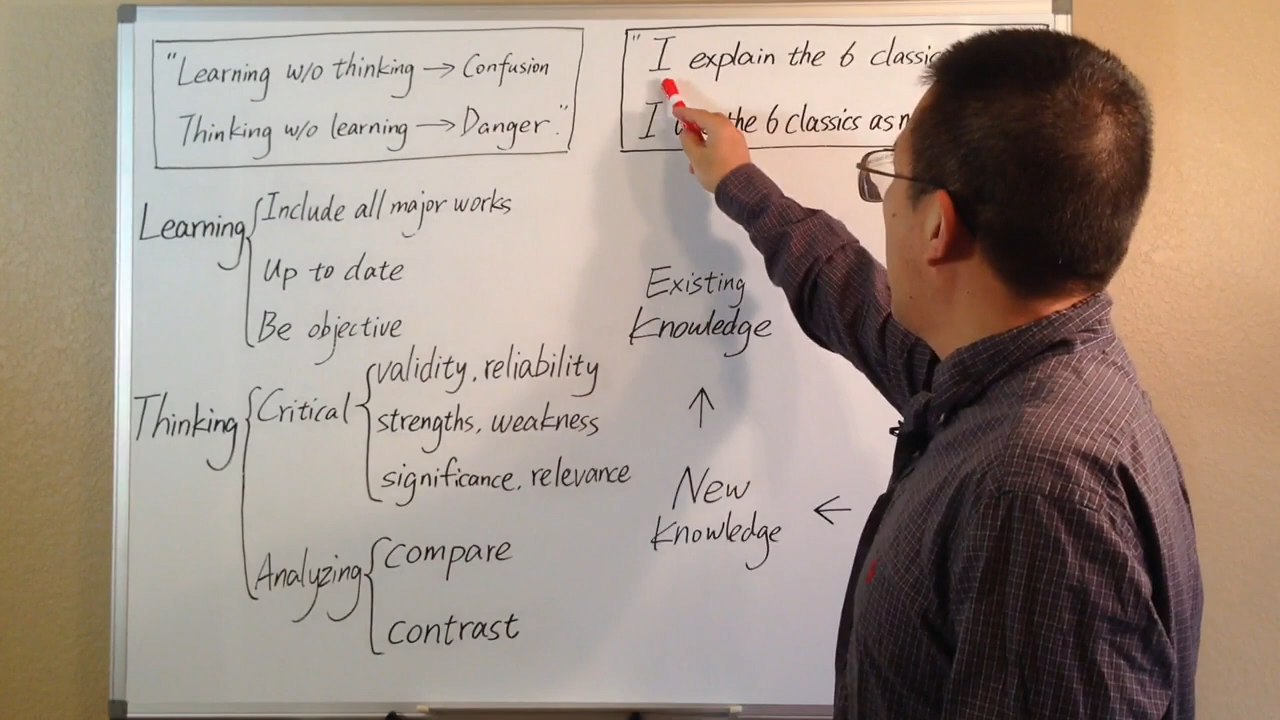 "Learning w/o thinking → Confusion
Thinking w/o learning → Danger."
" I explain the 6
I the 6 classics as
Learning
Include all major works
Up to date
Be objective
Thinking
Critical
validity, reliability
strengths, weakness
significance, relevance
Analyzing
compare
contrast
Existing
Knowledge
↑
New
Knowledge
←